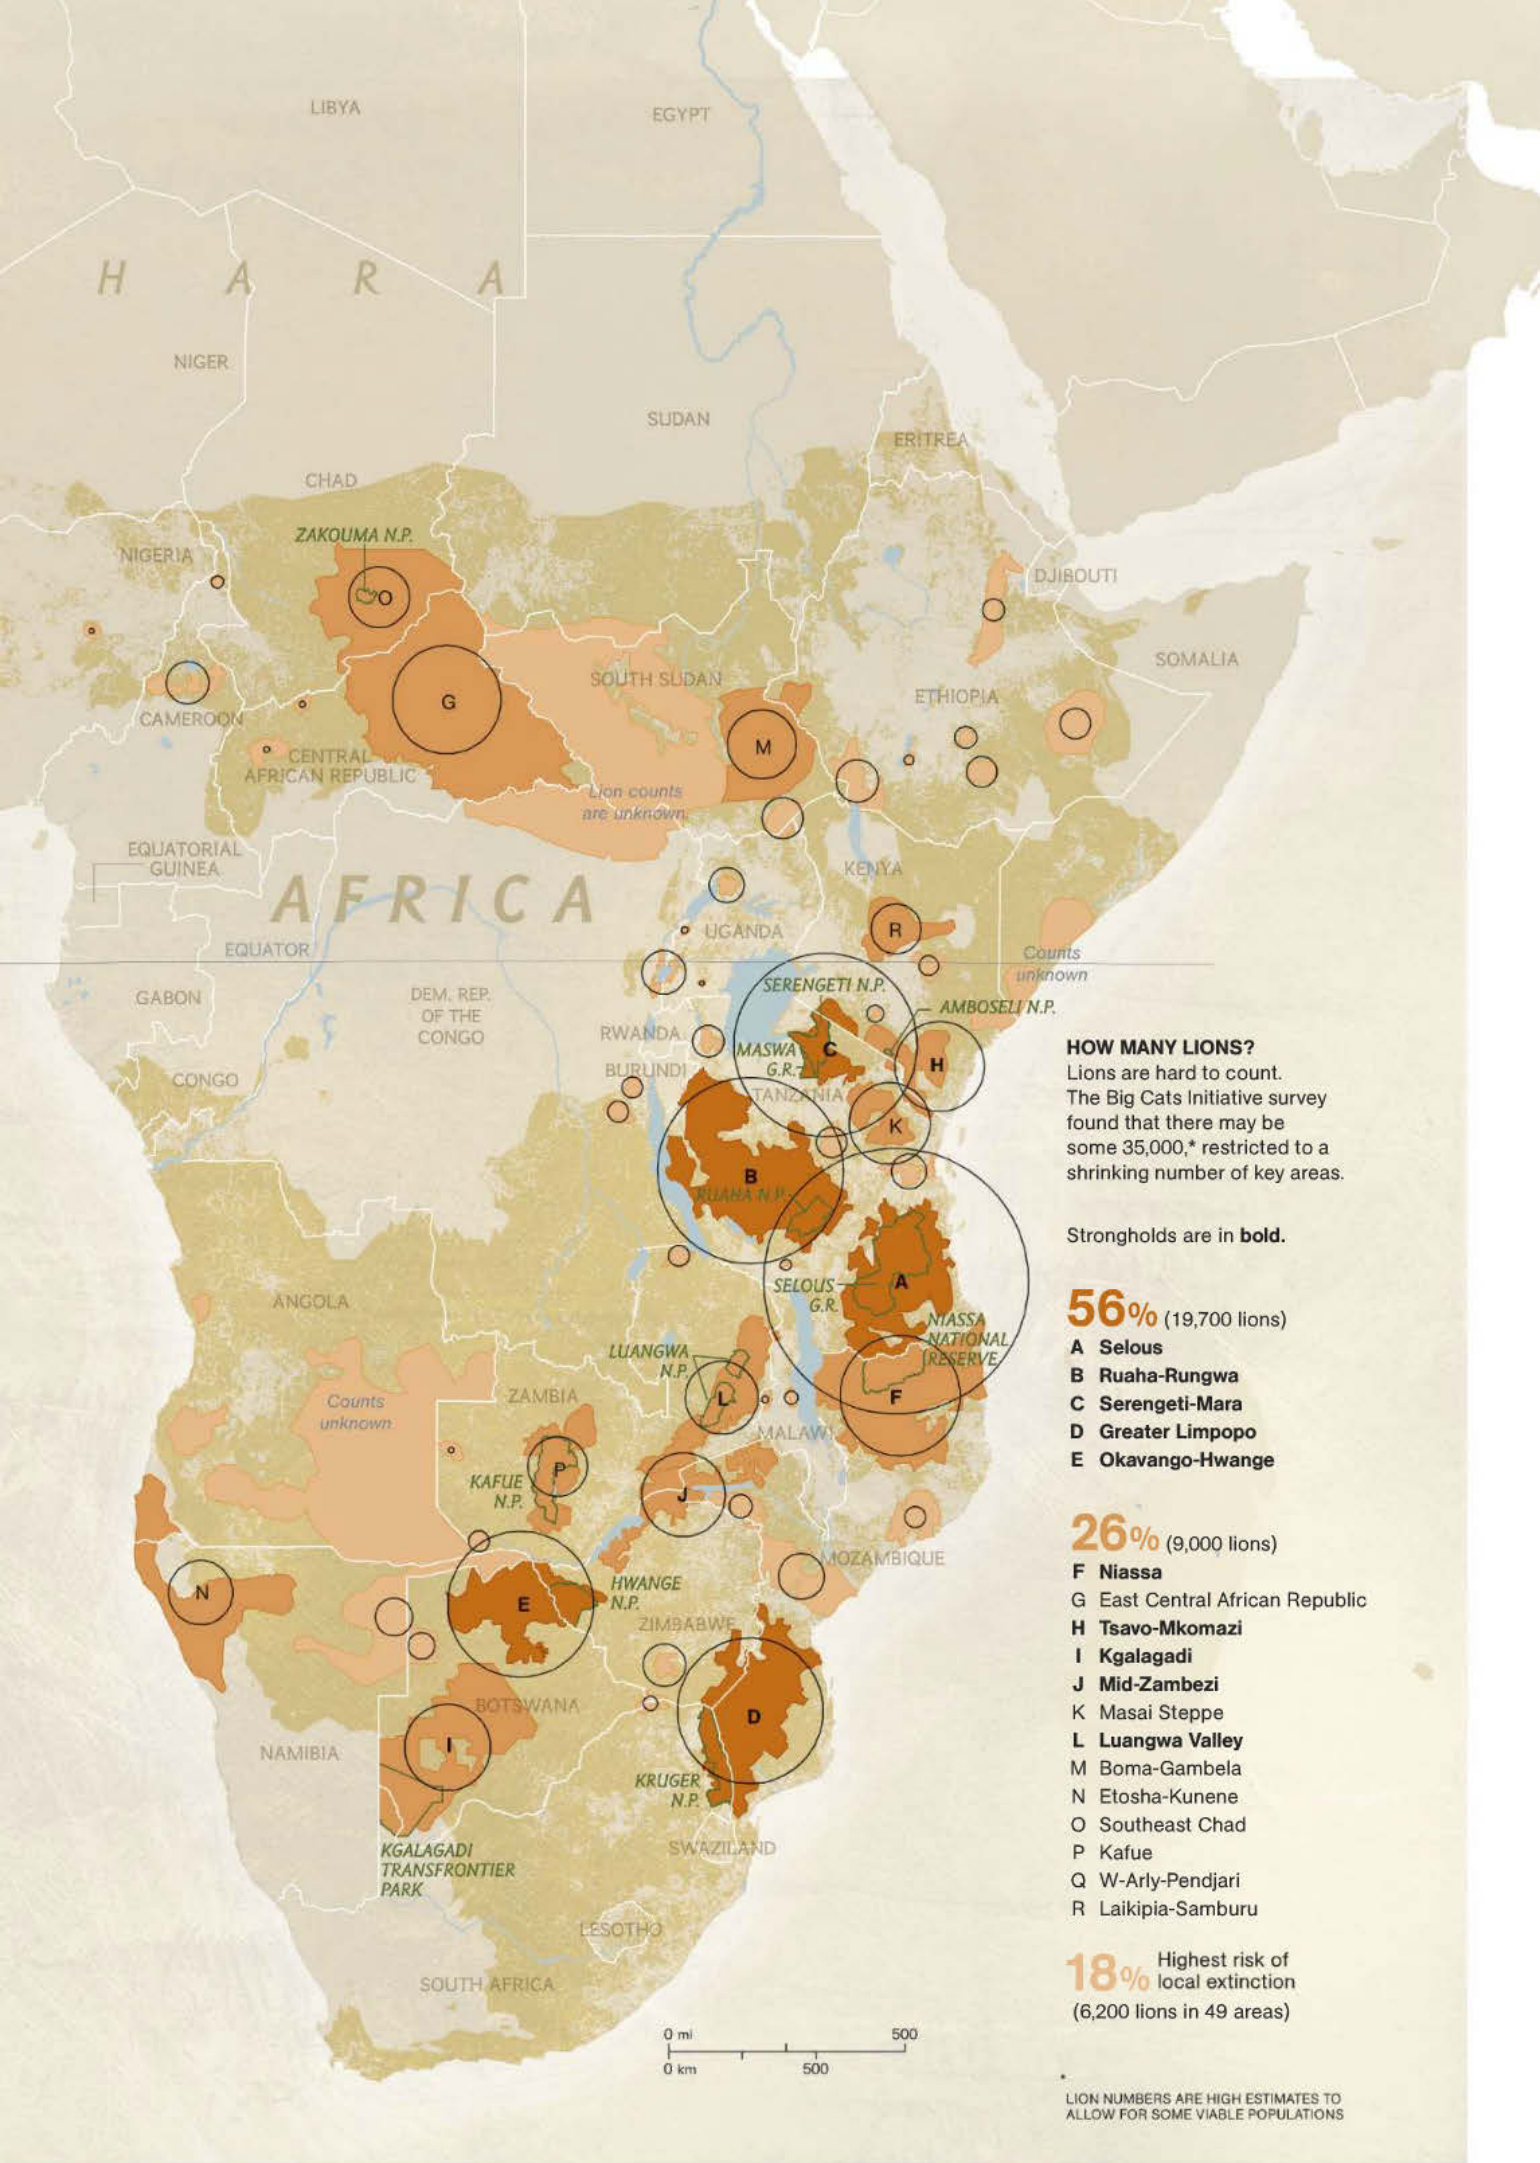 LIBYA
EGYPT
H A R A
NIGER
SUDAN
ERITREA
CHAD
ZAKOUMA N.P.
NIGERIA
DJIBOUTI
O
SOMALIA
SOUTH SUDAN
ETHIOPIA
G
CAMEROON
M
CENTRAL
AFRICAN REPUBLIC
Lion counts
are unknown
EQUATORIAL
GUINEA
KENYA
AFRICA
R
UGANDA
EQUATOR
Counts
unknown
SERENGETI N.P.
GABON
DEM. REP.
OF THE
CONGO
AMBOSELI N.P.
RWANDA
MASWA
G.R.
C
H
BURUNDI
CONGO
TANZANIA
K
B
RUAHA N.P.
SELOUS
G.R.
A
ANGOLA
NIASSA
NATIONAL
RESERVE
LUANGWA
N.P.
Counts
unknown
ZAMBIA
L
F
MALAWI
P
KAFUE
N.P.
J
MOZAMBIQUE
N
E
HWANGE
N.P.
ZIMBABWE
BOTSWANA
D
I
NAMIBIA
KRUGER
N.P.
KGALAGADI
TRANSFRONTIER
PARK
SWAZILAND
LESOTHO
SOUTH AFRICA
0 mi 500
0 km 500
HOW MANY LIONS?
Lions are hard to count.
The Big Cats Initiative survey
found that there may be
some 35,000,* restricted to a
shrinking number of key areas.
Strongholds are in bold.
56% (19,700 lions)
A Selous
B Ruaha-Rungwa
C Serengeti-Mara
D Greater Limpopo
E Okavango-Hwange
26% (9,000 lions)
F Niassa
G East Central African Republic
H Tsavo-Mkomazi
I Kgalagadi
J Mid-Zambezi
K Masai Steppe
L Luangwa Valley
M Boma-Gambela
N Etosha-Kunene
O Southeast Chad
P Kafue
Q W-Arly-Pendjari
R Laikipia-Samburu
18% Highest risk of
local extinction
(6,200 lions in 49 areas)
*
LION NUMBERS ARE HIGH ESTIMATES TO
ALLOW FOR SOME VIABLE POPULATIONS